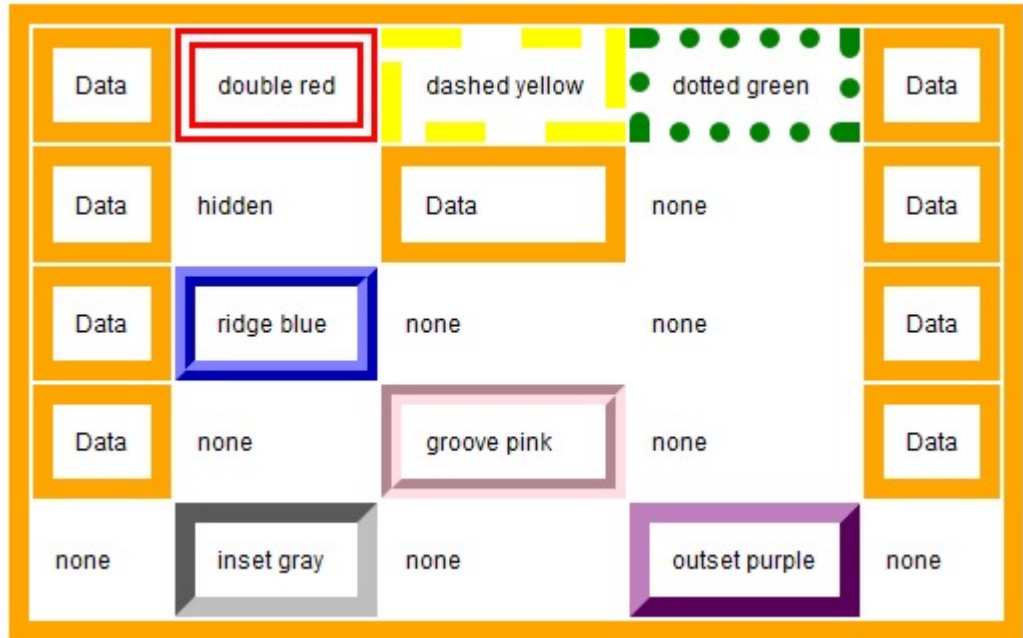 Data double red dashed yellow dotted green Data
Data hidden Data none Data
Data ridge blue none none Data
Data none groove pink none Data
none inset gray none outset purple none